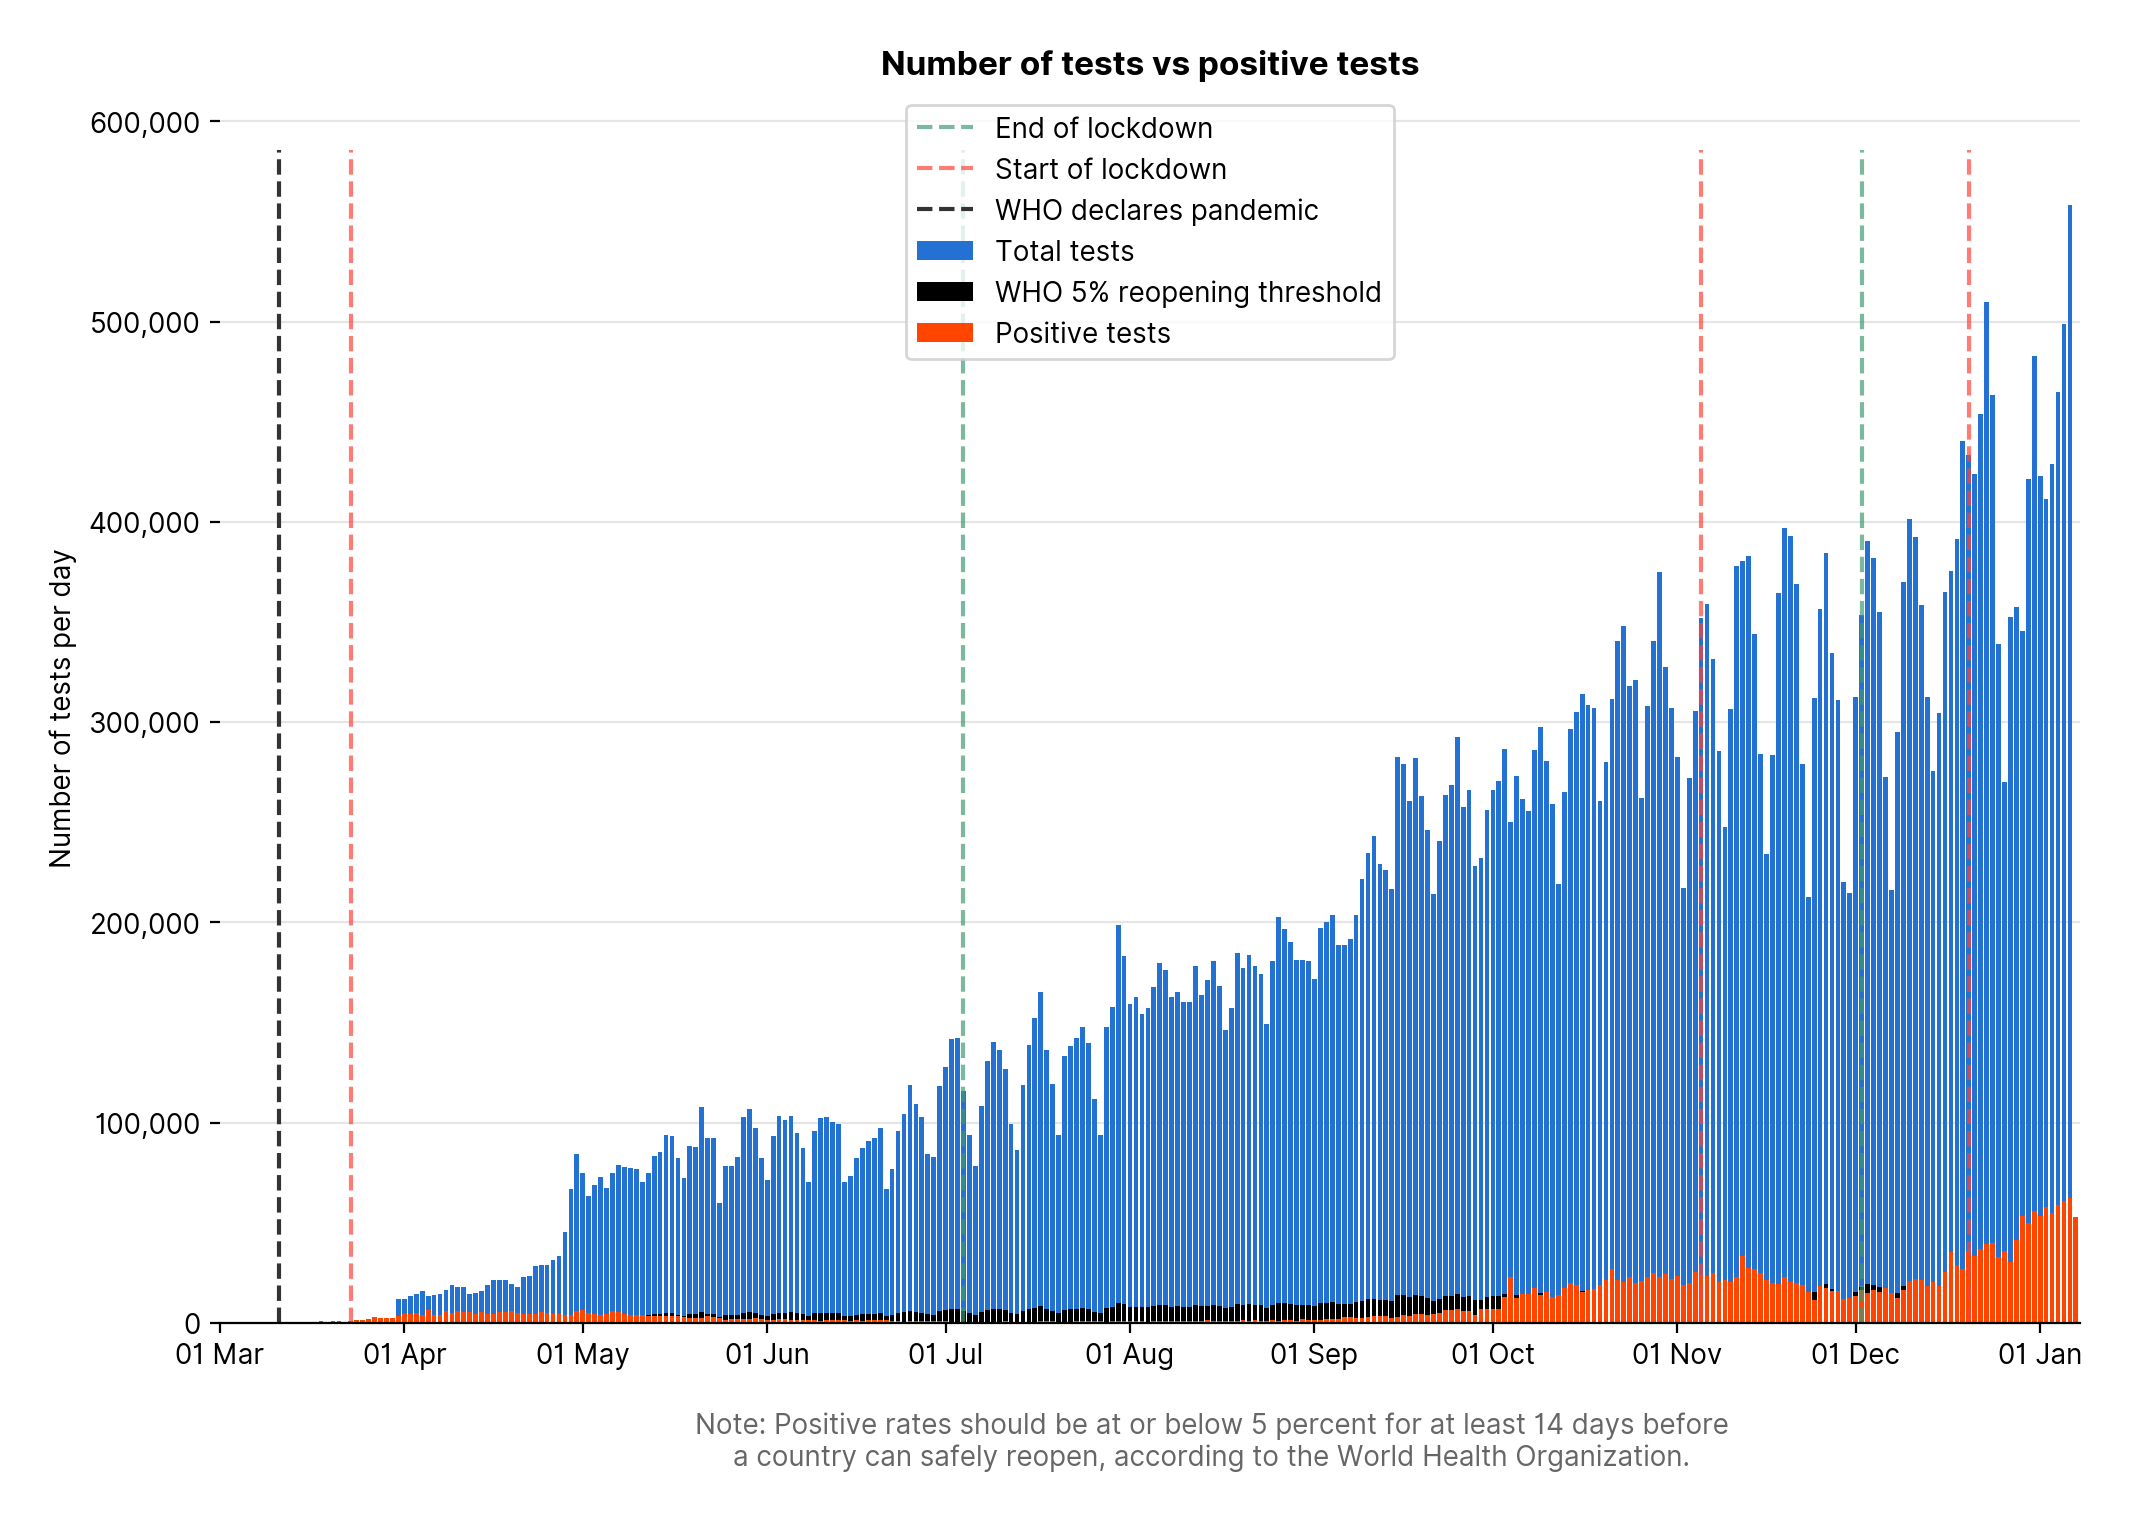 Number of tests vs positive tests
End of lockdown
Start of lockdown
WHO declares pandemic
Total tests
WHO 5% reopening threshold
Positive tests
600,000
500,000
400,000
300,000
200,000
100,000
0
Number of tests per day
01 Mar 01 Apr 01 May 01 Jun 01 Jul 01 Aug 01 Sep 01 Oct 01 Nov 01 Dec 01 Jan
Note: Positive rates should be at or below 5 percent for at least 14 days before
a country can safely reopen, according to the World Health Organization.